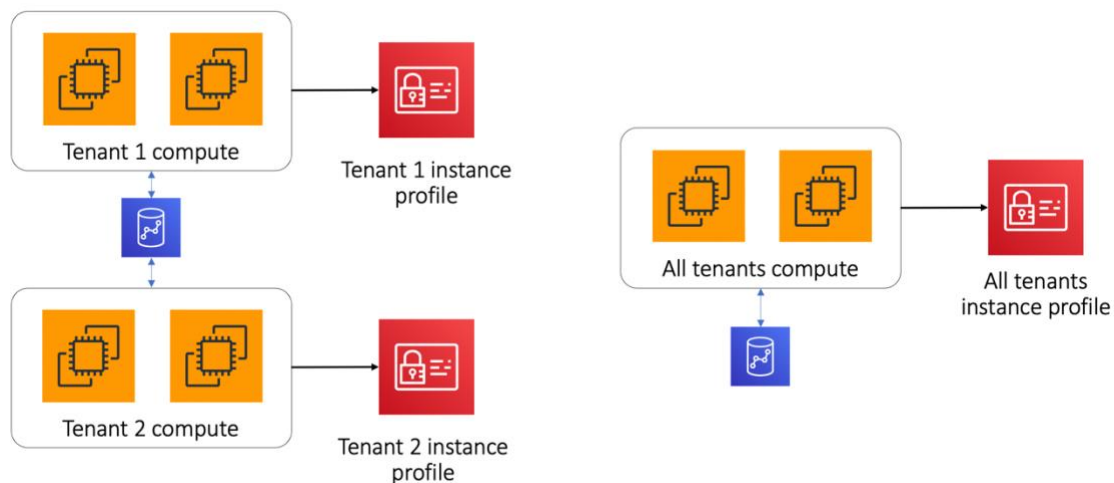 Tenant 1 compute
Tenant 1 instance
profile
Tenant 2 compute
Tenant 2 instance
profile
All tenants compute
All tenants
instance profile